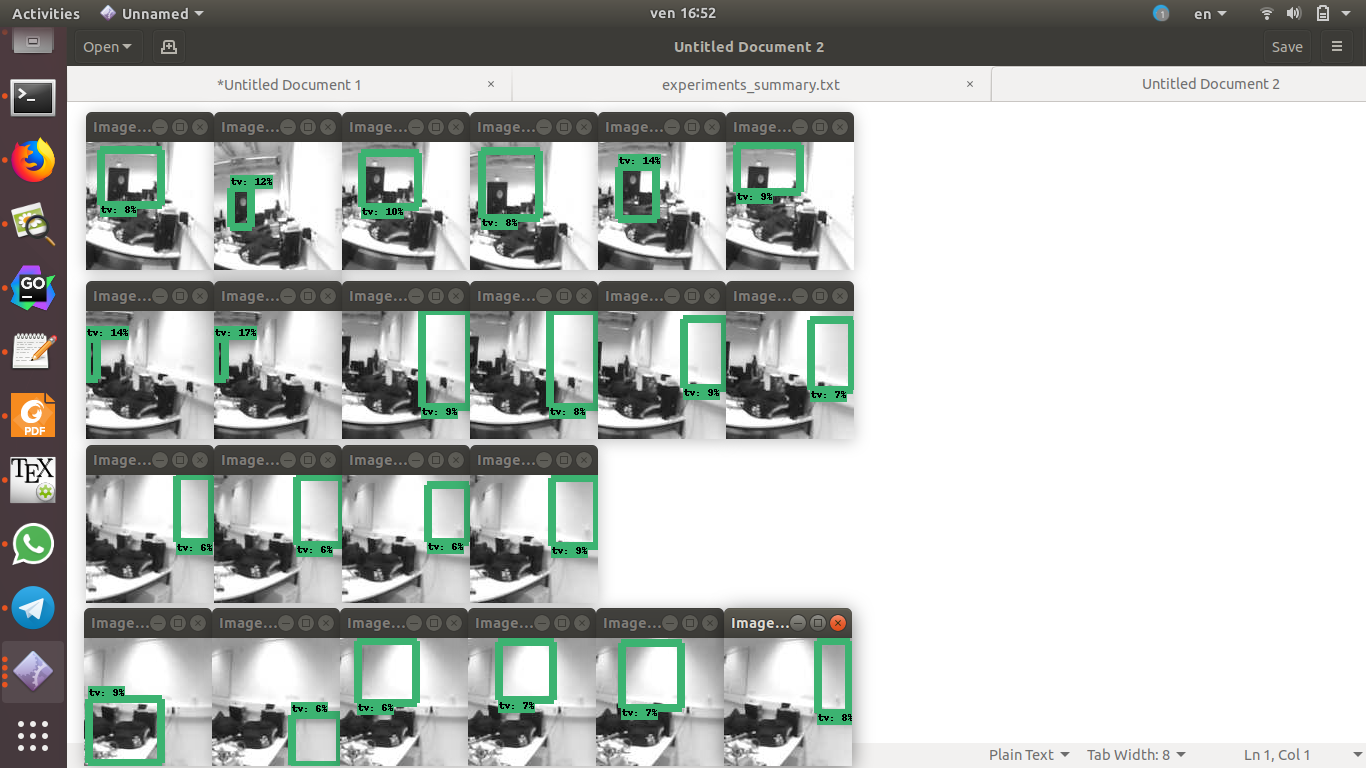 Activities Unnamed ven 16:52 1 en
Open Untitled Document 2 Save
*Untitled Document 1 experiments_summary.txt Untitled Document 2
Image... Image... Image... Image... Image... Image...
tv: 8% tv: 12% tv: 10% tv: 8% tv: 14% tv: 9%
Image... Image... Image... Image... Image... Image...
tv: 14% tv: 17% tv: 9% tv: 8% tv: 9% tv: 7%
Image... Image... Image... Image...
tv: 6% tv: 6% tv: 6% tv: 9%
Image... Image... Image... Image... Image... Image...
tv: 9% tv: 6% tv: 6% tv: 7% tv: 7% tv: 8%
GO
PDF
TEX
Plain Text Tab Width: 8 Ln 1, Col 1